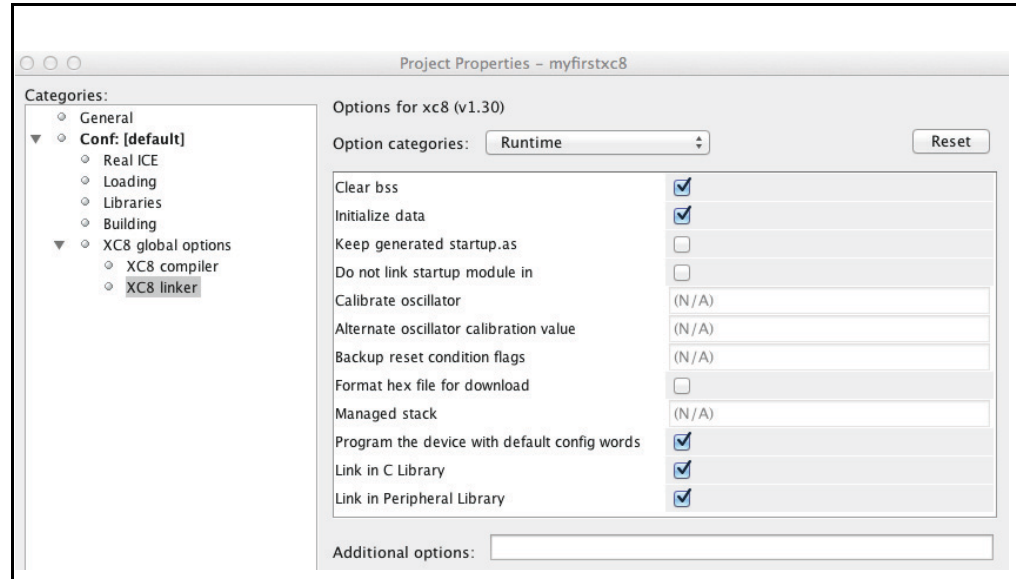 Project Properties – myfirstxc8
Categories:
General
Conf: [default]
Real ICE
Loading
Libraries
Building
XC8 global options
XC8 compiler
XC8 linker
Options for xc8 (v1.30)
Option categories: Runtime Reset
Clear bss
Initialize data
Keep generated startup.as
Do not link startup module in
Calibrate oscillator (N/A)
Alternate oscillator calibration value (N/A)
Backup reset condition flags (N/A)
Format hex file for download
Managed stack (N/A)
Program the device with default config words
Link in C Library
Link in Peripheral Library
Additional options: